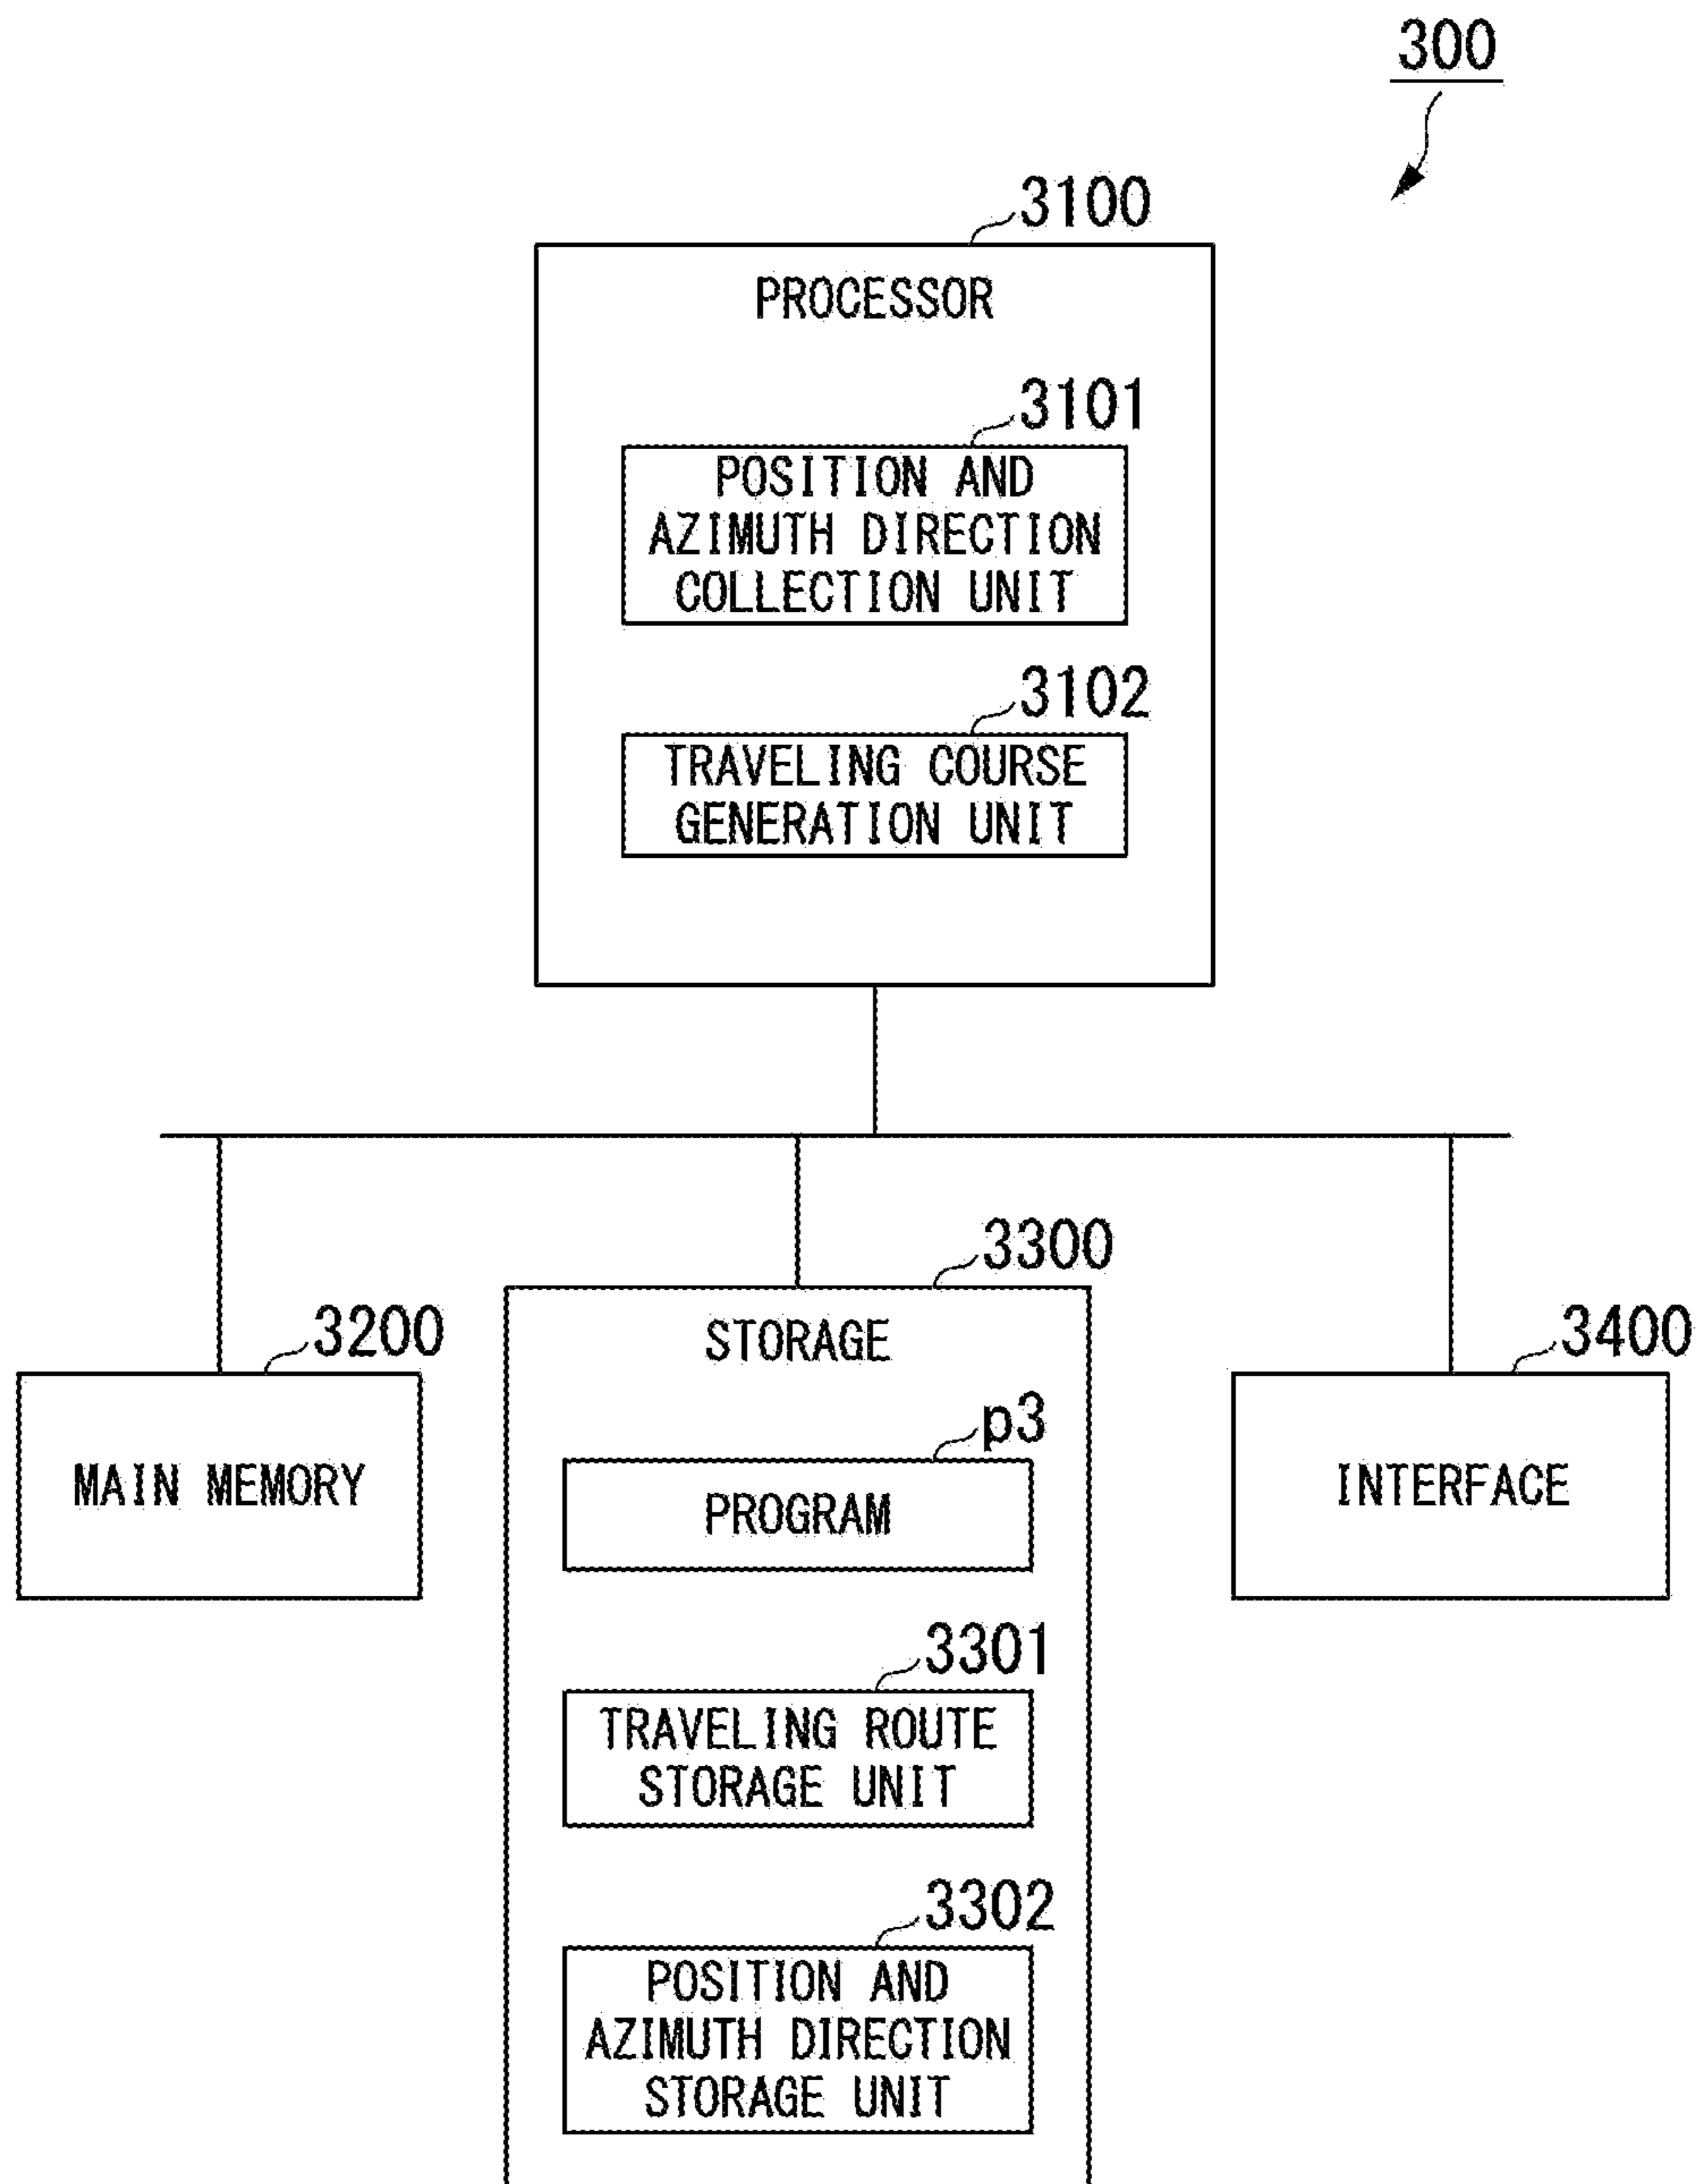 300
3100
PROCESSOR
3101
POSITION AND
AZIMUTH DIRECTION
COLLECTION UNIT
3102
TRAVELING COURSE
GENERATION UNIT
3200
MAIN MEMORY
3300
STORAGE
p3
PROGRAM
3301
TRAVELING ROUTE
STORAGE UNIT
3302
POSITION AND
AZIMUTH DIRECTION
STORAGE UNIT
3400
INTERFACE